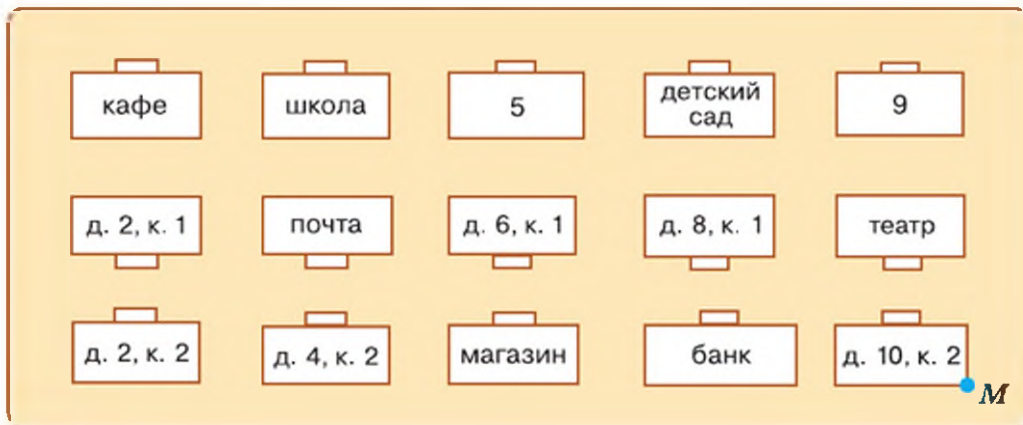 кафе
школа
5
детский
сад
9
д. 2, к. 1
почта
д. 6, к. 1
д. 8, к. 1
театр
д. 2, к. 2
д. 4, к. 2
магазин
банк
д. 10, к. 2
M